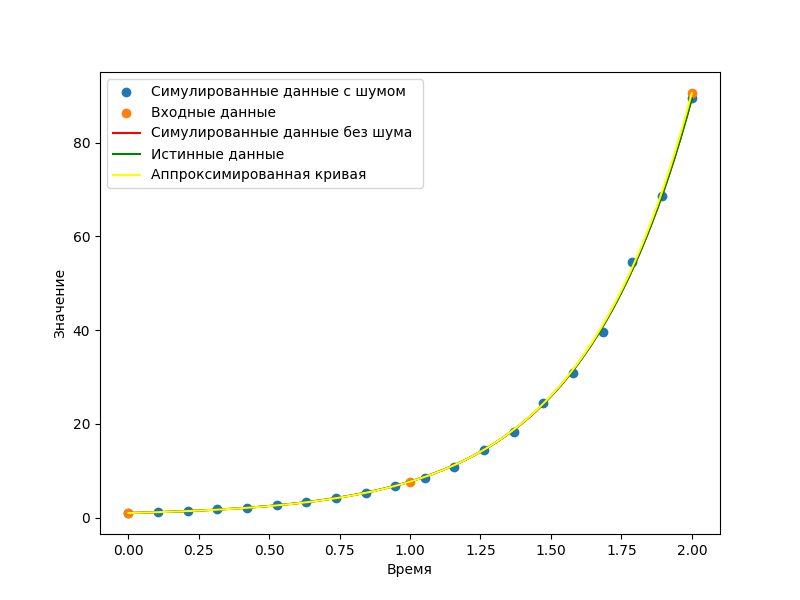 Симулированные данные с шумом
Входные данные
Симулированные данные без шума
Истинные данные
Аппроксимированная кривая
80
60
40
20
0
Значение
0.00 0.25 0.50 0.75 1.00 1.25 1.50 1.75 2.00
Время